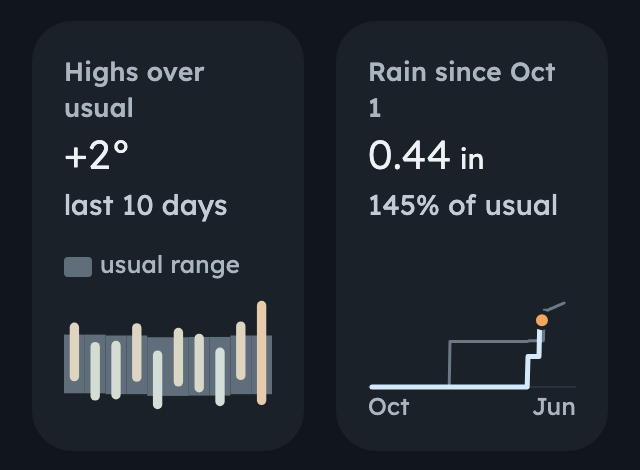 Highs over
usual
+2°
last 10 days
usual range
Rain since Oct
1
0.44 in
145% of usual
Oct
Jun